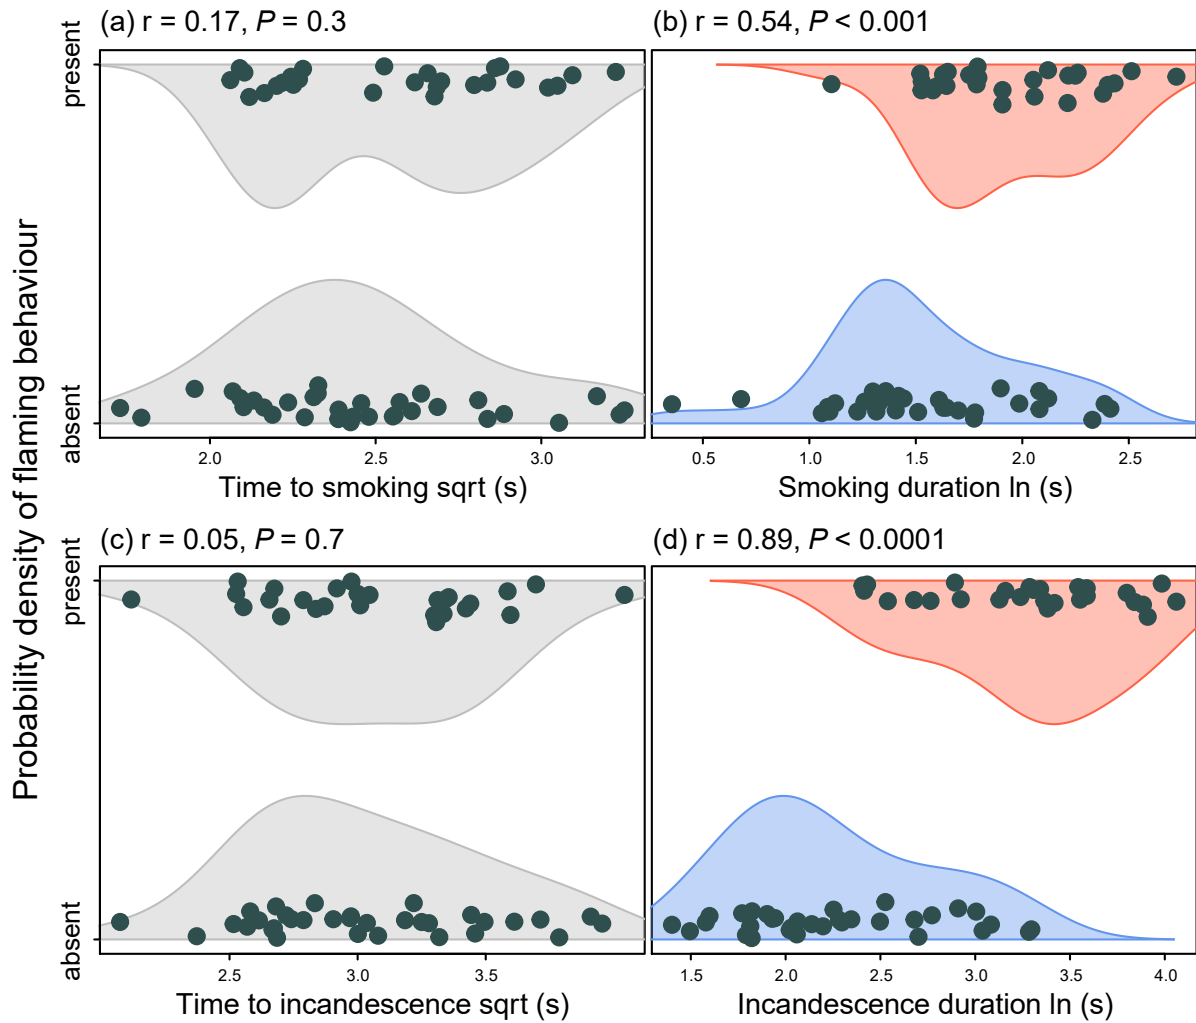 (a) r = 0.17, P = 0.3
(b) r = 0.54, P < 0.001
Probability density of flaming behaviour
present
absent
2.0 2.5 3.0
Time to smoking sqrt (s)
0.5 1.0 1.5 2.0 2.5
Smoking duration ln (s)
(c) r = 0.05, P = 0.7
(d) r = 0.89, P < 0.0001
present
absent
2.5 3.0 3.5
Time to incandescence sqrt (s)
1.5 2.0 2.5 3.0 3.5 4.0
Incandescence duration ln (s)